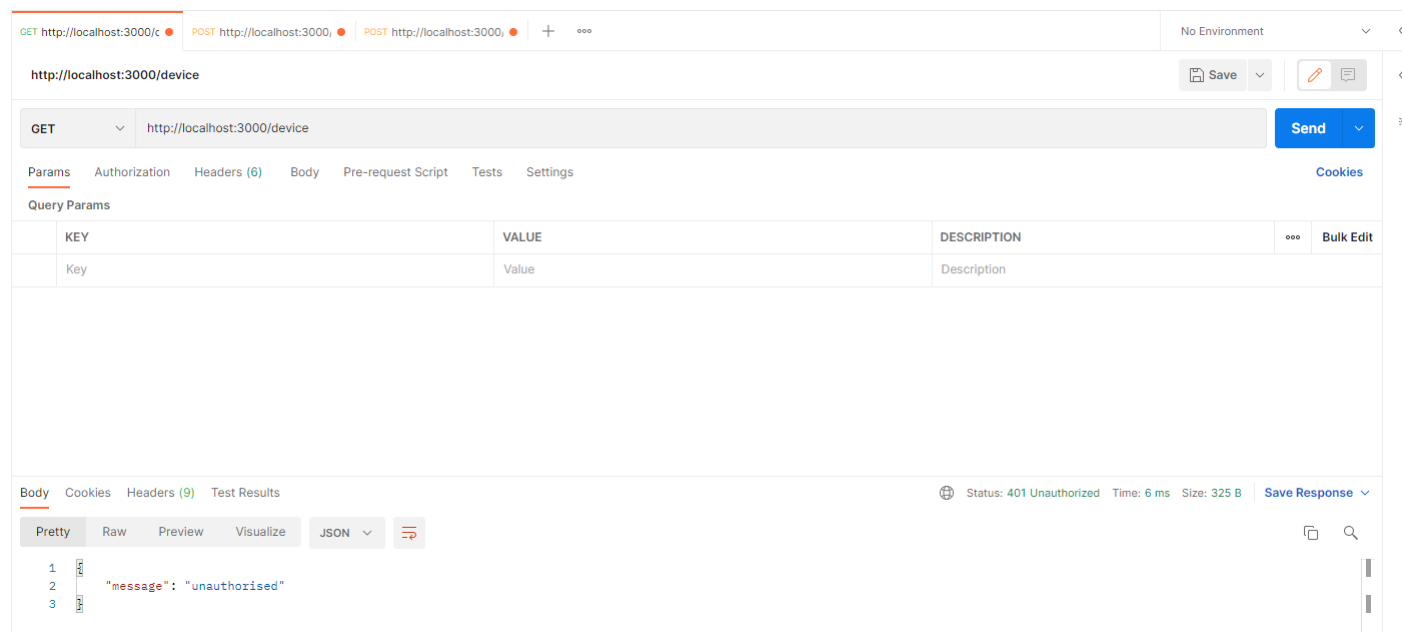 GET http://localhost:3000/c POST http://localhost:3000, POST http://localhost:3000, No Environment
http://localhost:3000/device Save
GET http://localhost:3000/device Send
Params Authorization Headers (6) Body Pre-request Script Tests Settings Cookies
Query Params
KEY VALUE DESCRIPTION Bulk Edit
Key Value Description
Body Cookies Headers (9) Test Results Status: 401 Unauthorized Time: 6 ms Size: 325 B Save Response
Pretty Raw Preview Visualize JSON
1 {
2 "message": "unauthorised"
3 }